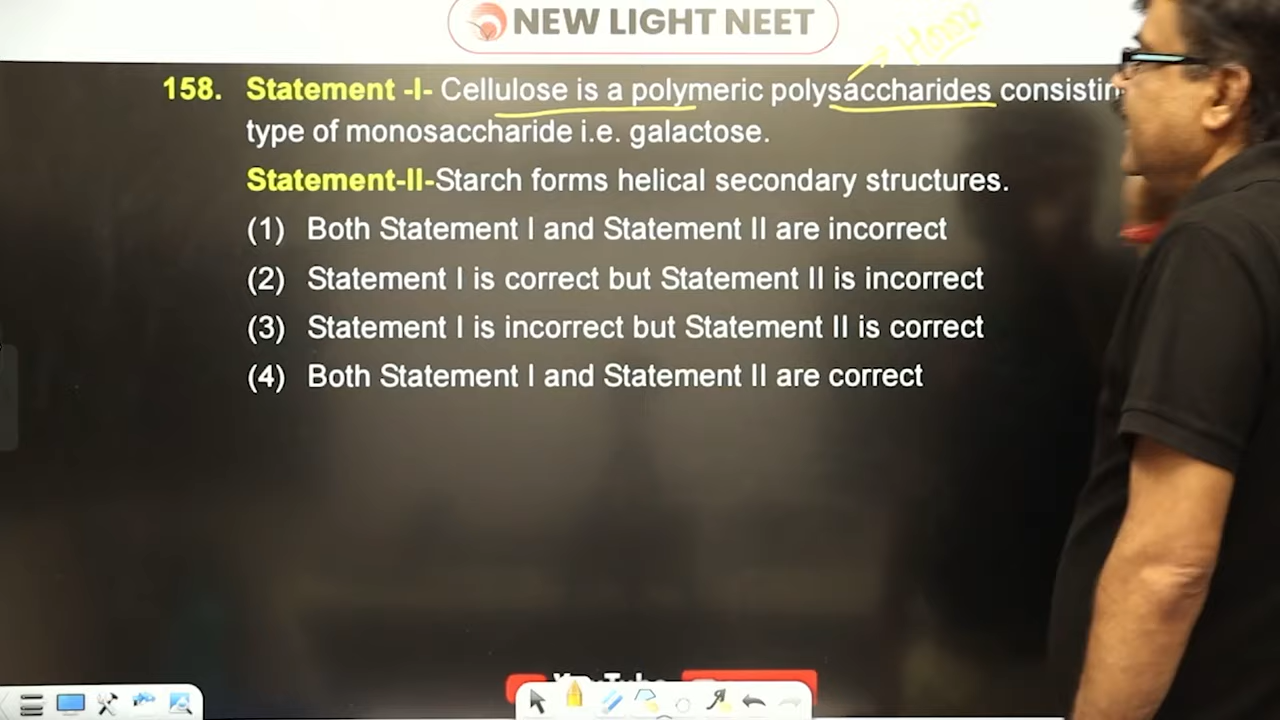 NEW LIGHT NEET
Homo
158. Statement -I- Cellulose is a polymeric polysaccharides
type of monosaccharide i.e. galactose.
Statement-II-Starch forms helical secondary structures.
(1) Both Statement I and Statement II are incorrect
(2) Statement I is correct but Statement II is incorrect
(3) Statement I is incorrect but Statement II is correct
(4) Both Statement I and Statement II are correct